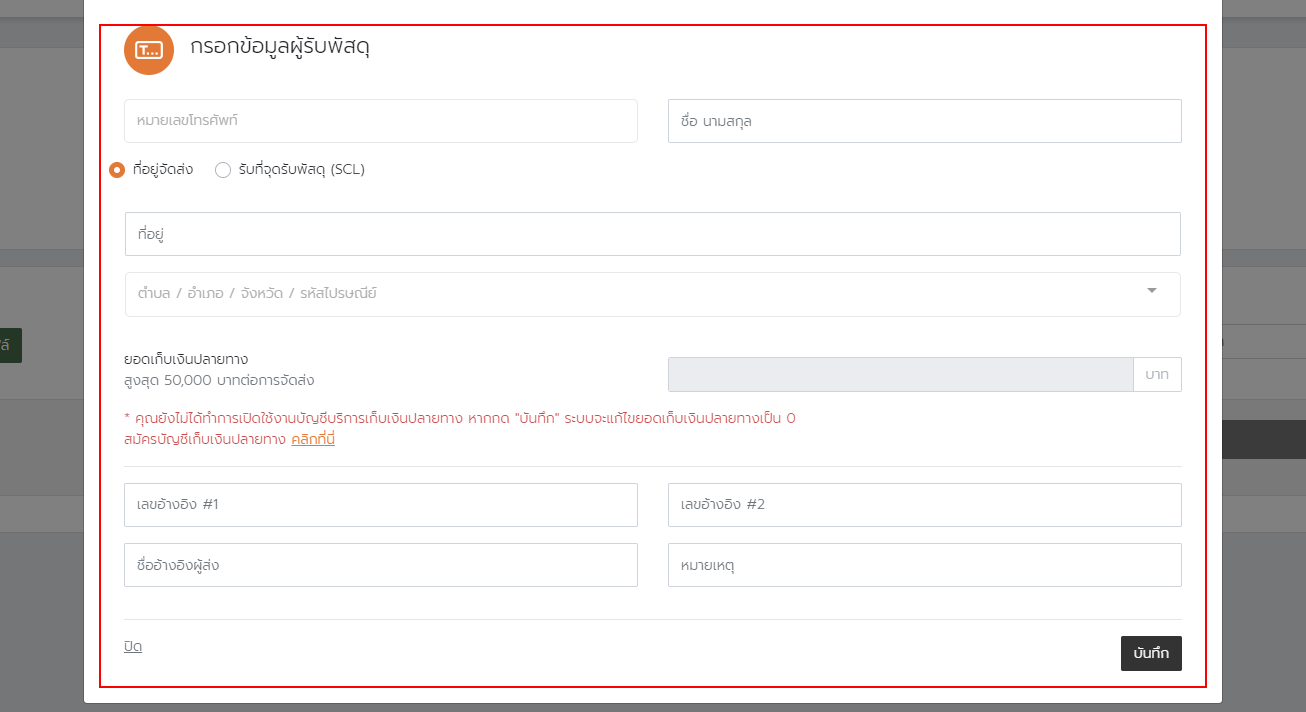 T...
กรอกข้อมูลผู้รับพัสดุ
หมายเลขโทรศัพท์
ชื่อ นามสกุล
ที่อยู่จัดส่ง
รับที่จุดรับพัสดุ (SCL)
ที่อยู่
ตำบล / อำเภอ / จังหวัด / รหัสไปรษณีย์
ยอดเก็บเงินปลายทาง
สูงสุด 50,000 บาทต่อการจัดส่ง
บาท
* คุณยังไม่ได้ทำการเปิดใช้งานบัญชีบริการเก็บเงินปลายทาง หากกด "บันทึก" ระบบจะแก้ไขยอดเก็บเงินปลายทางเป็น 0
สมัครบัญชีเก็บเงินปลายทาง คลิกที่นี่
เลขอ้างอิง #1
เลขอ้างอิง #2
ชื่ออ้างอิงผู้ส่ง
หมายเหตุ
ปิด
บันทึก